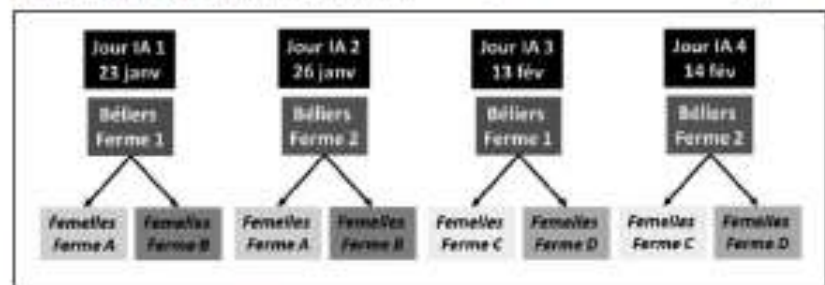 Jour IA 1
23 janv
Jour IA 2
26 janv
Jour IA 3
13 fév
Jour IA 4
14 fév
Béliers
Ferme 1
Béliers
Ferme 2
Béliers
Ferme 1
Béliers
Ferme 2
Femelles
Ferme A
Femelles
Ferme B
Femelles
Ferme A
Femelles
Ferme B
Femelles
Ferme C
Femelles
Ferme D
Femelles
Ferme C
Femelles
Ferme D